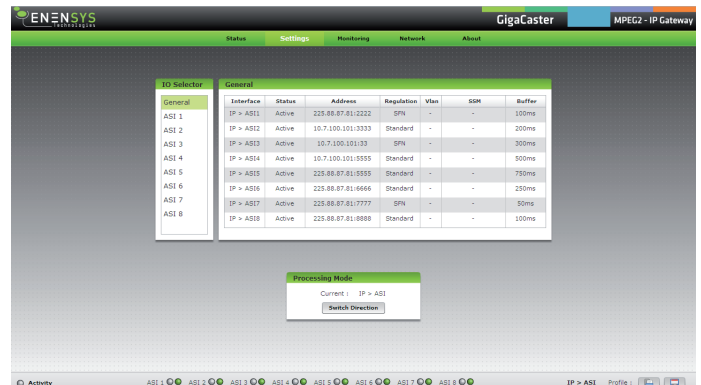 ENENSYS
Technologies
GigaCaster
MPEG2 - IP Gateway
Status Settings Monitoring Network About
IO Selector
General
ASI 1
ASI 2
ASI 3
ASI 4
ASI 5
ASI 6
ASI 7
ASI 8
General
Interface Status Address Regulation Vlan SSM Buffer
IP > ASI1 Active 225.88.87.81:2222 SFN - - 100ms
IP > ASI2 Active 10.7.100.101:3333 Standard - - 200ms
IP > ASI3 Active 10.7.100.101:33 SFN - - 300ms
IP > ASI4 Active 10.7.100.101:5555 Standard - - 500ms
IP > ASI5 Active 225.88.87.81:5555 Standard - - 750ms
IP > ASI6 Active 225.88.87.81:6666 Standard - - 250ms
IP > ASI7 Active 225.88.87.81:7777 SFN - - 50ms
IP > ASI8 Active 225.88.87.81:8888 Standard - - 100ms
Processing Mode
Current : IP > ASI
Switch Direction
Activity ASI 1 ASI 2 ASI 3 ASI 4 ASI 5 ASI 6 ASI 7 ASI 8 IP > ASI Profile :